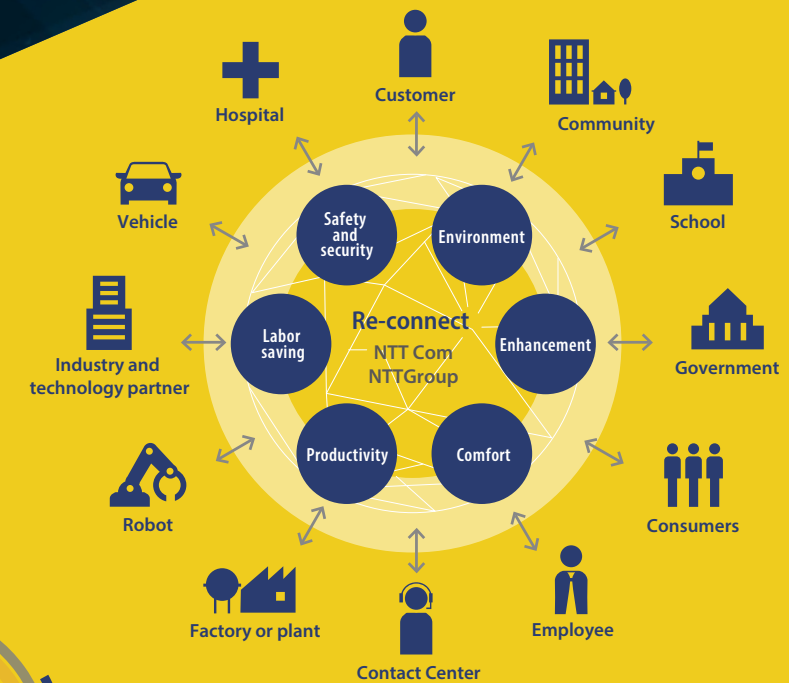 Customer
Hospital
Community
Vehicle
School
Safety
and
security
Environment
Industry and
technology partner
Labor
saving
Re-connect
NTT Com
NTTGroup
Enhancement
Government
Productivity
Comfort
Robot
Consumers
Factory or plant
Employee
Contact Center